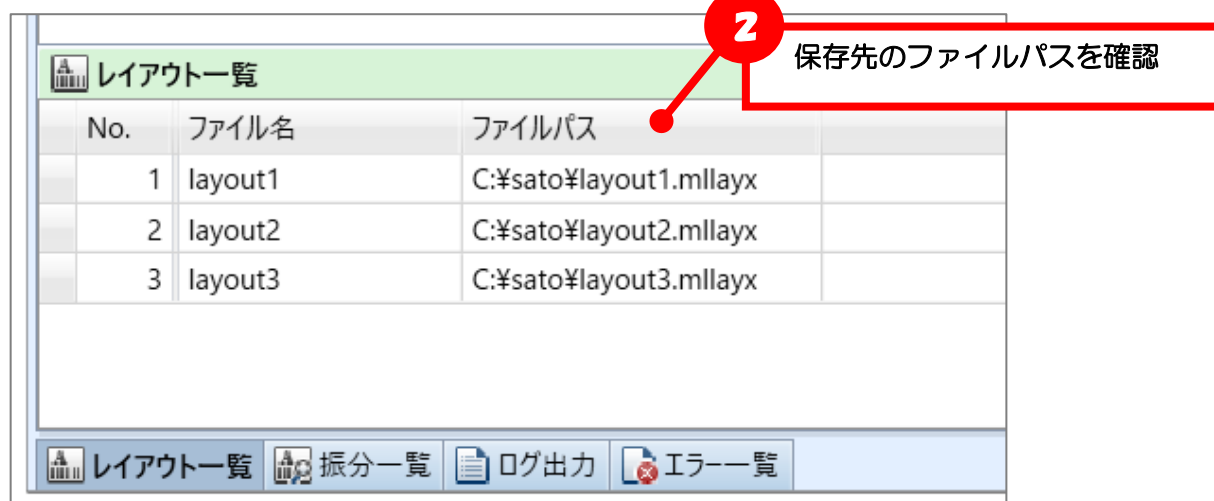 2
保存先のファイルパスを確認
レイアウト一覧
No. ファイル名 ファイルパス
1 layout1 C:¥sato¥layout1.mllayx
2 layout2 C:¥sato¥layout2.mllayx
3 layout3 C:¥sato¥layout3.mllayx
レイアウト一覧 振分一覧 ログ出力 エラー一覧